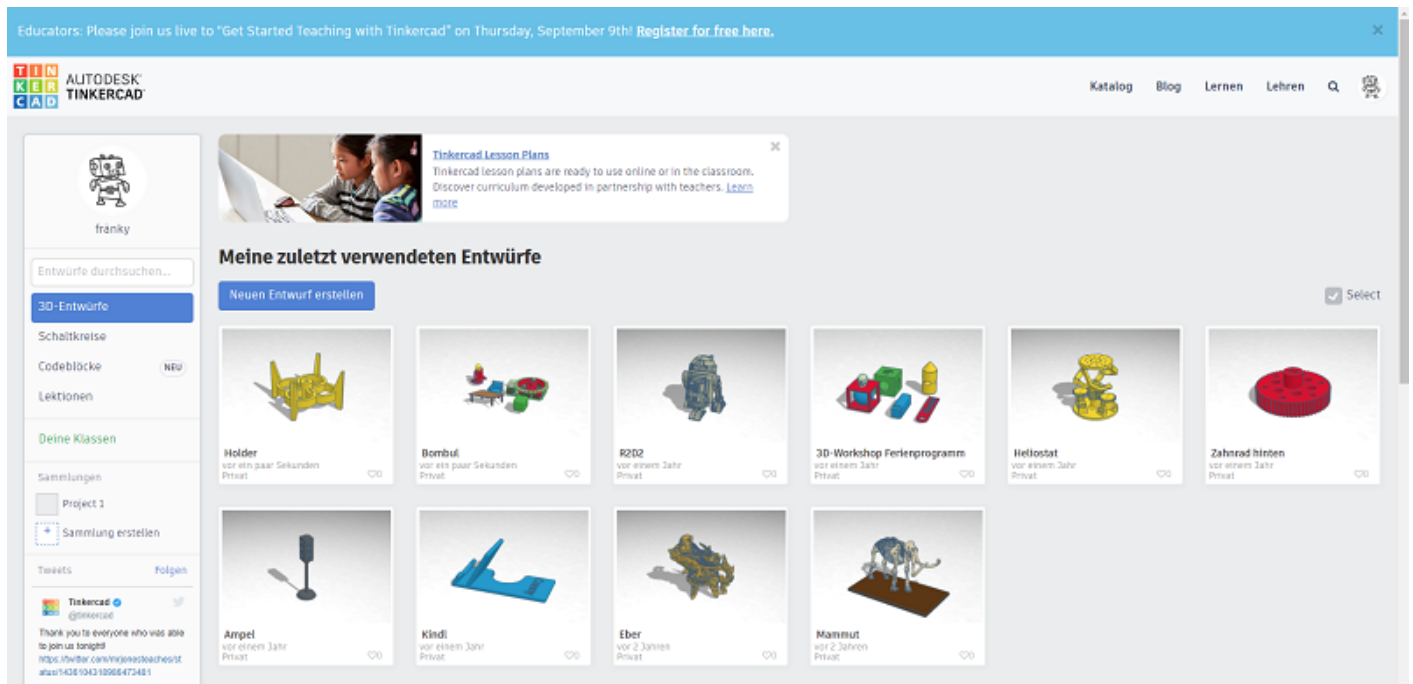 Educators: Please join us live to "Get Started Teaching with Tinkercad" on Thursday, September 9th! Register for free here.
TIN
KER
CAD
AUTODESK®
TINKERCAD®
Katalog
Blog
Lernen
Lehren
franky
Entwürfe durchsuchen...
3D-Entwürfe
Schaltkreise
Codeblöcke
NEU
Lektionen
Deine Klassen
Sammlungen
Project 1
+ Sammlung erstellen
Tweets
Folgen
Tinkercad
@tinkercad
Thank you to everyone who was able
to join us tonight!
https://twitter.com/mrjonesteaches/st
Tinkercad Lesson Plans
Tinkercad lesson plans are ready to use online or in the classroom.
Discover curriculum developed in partnership with teachers. Learn
more
Meine zuletzt verwendeten Entwürfe
Neuen Entwurf erstellen
Select
Holder
vor ein paar Sekunden
Privat
0
Bombul
vor ein paar Sekunden
Privat
0
R2D2
vor einem Jahr
Privat
0
3D-Workshop Ferienprogramm
vor einem Jahr
Privat
0
Heliostat
vor einem Jahr
Privat
0
Zahnrad hinten
vor einem Jahr
Privat
0
Ampel
vor einem Jahr
Privat
0
Kindl
vor einem Jahr
Privat
0
Eber
vor 2 Jahren
Privat
0
Mammut
vor 2 Jahren
Privat
0